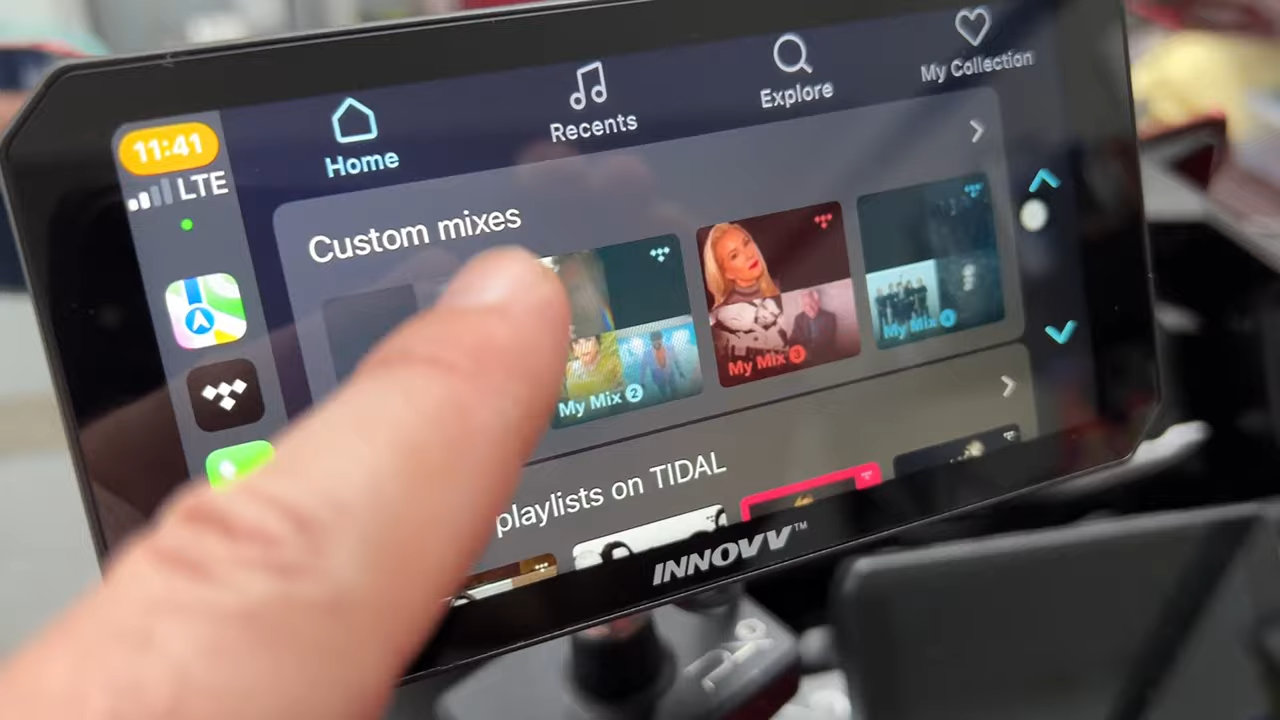 11:41
LTE
Home
Recents
Explore
My Collection
Custom mixes
My Mix 2
My Mix 3
My Mix 4
playlists on TIDAL
INNOVV™